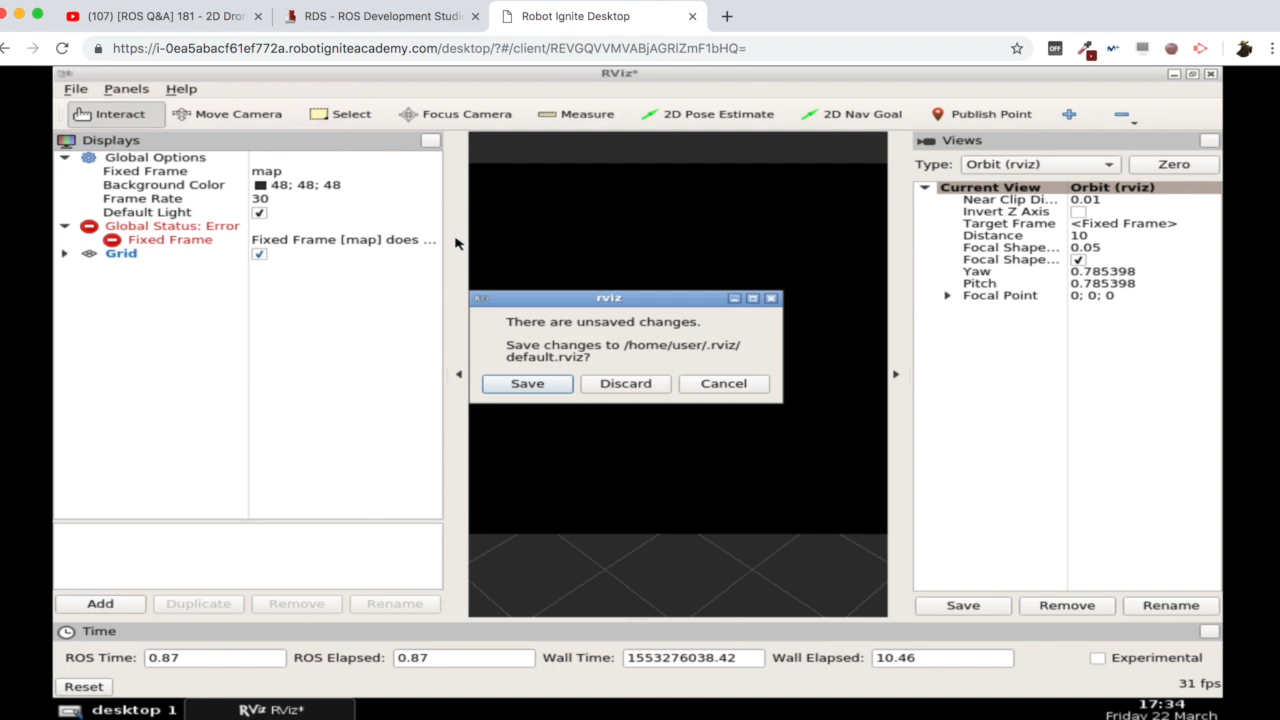 (107) [ROS Q&A] 181 - 2D Dron
RDS - ROS Development Studi
Robot Ignite Desktop
https://i-0ea5abacf61ef772a.robotigniteacademy.com/desktop/?#/client/REVGQVVMVABjAGRlZmF1bHQ=
OFF
RViz*
File Panels Help
Interact Move Camera Select Focus Camera Measure 2D Pose Estimate 2D Nav Goal Publish Point
Displays
Global Options
Fixed Frame map
Background Color 48; 48; 48
Frame Rate 30
Default Light
Global Status: Error
Fixed Frame Fixed Frame [map] does ...
Grid
Add Duplicate Remove Rename
rviz
There are unsaved changes.
Save changes to /home/user/.rviz/
default.rviz?
Save Discard Cancel
Views
Type: Orbit (rviz) Zero
Current View Orbit (rviz)
Near Clip Di... 0.01
Invert Z Axis
Target Frame <Fixed Frame>
Distance 10
Focal Shape... 0.05
Focal Shape...
Yaw 0.785398
Pitch 0.785398
Focal Point 0; 0; 0
Save Remove Rename
Time
ROS Time: 0.87 ROS Elapsed: 0.87 Wall Time: 1553276038.42 Wall Elapsed: 10.46 Experimental
Reset 31 fps
desktop 1 RViz RViz* 17:34
Friday 22 March